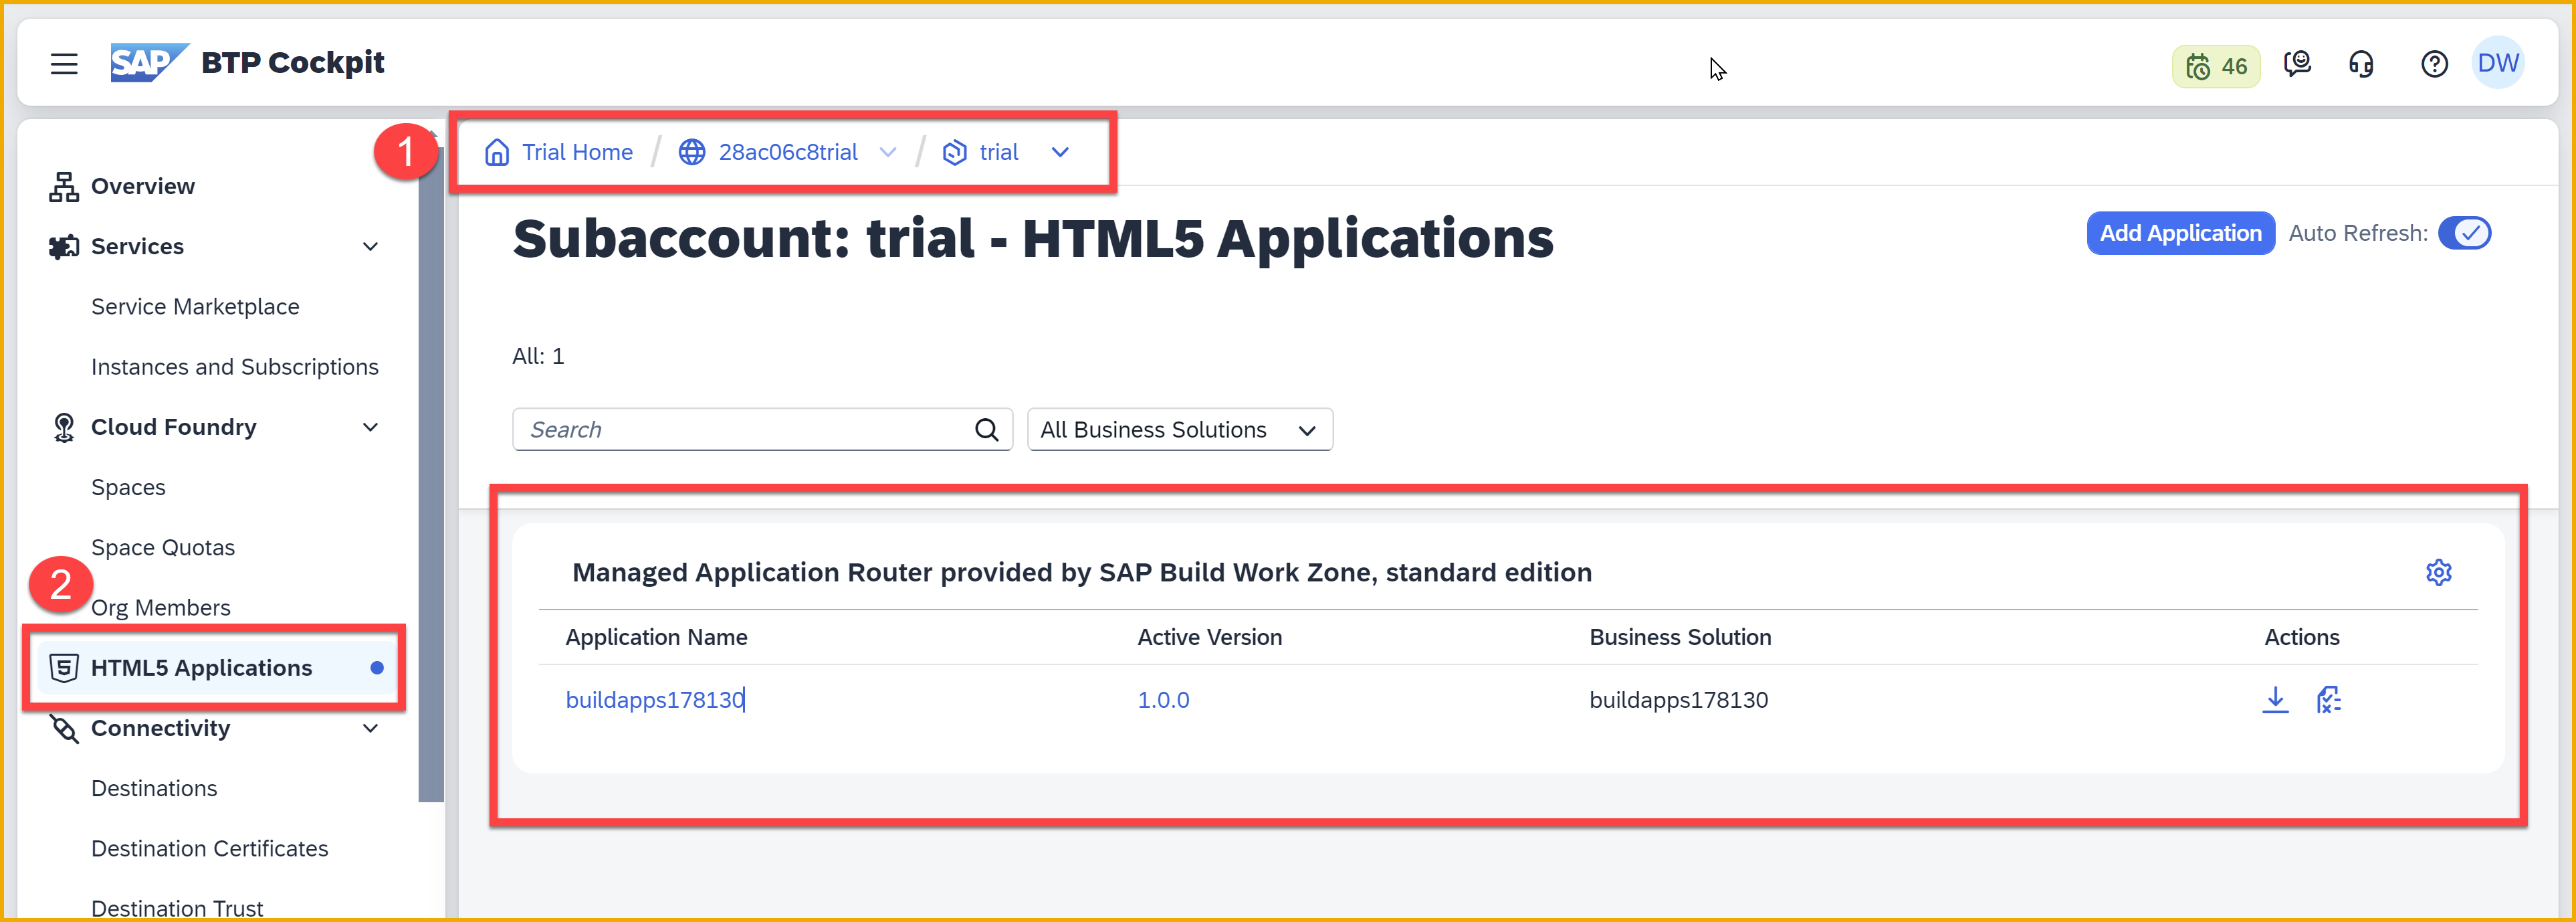 SAP BTP Cockpit
46
DW
1
Trial Home / 28ac06c8trial / trial
Overview
Services
Service Marketplace
Instances and Subscriptions
Cloud Foundry
Spaces
Space Quotas
2
Org Members
5 HTML5 Applications
Connectivity
Destinations
Destination Certificates
Destination Trust
Subaccount: trial - HTML5 Applications
Add Application
Auto Refresh:
All: 1
Search
All Business Solutions
Managed Application Router provided by SAP Build Work Zone, standard edition
Application Name Active Version Business Solution Actions
buildapps178130 1.0.0 buildapps178130